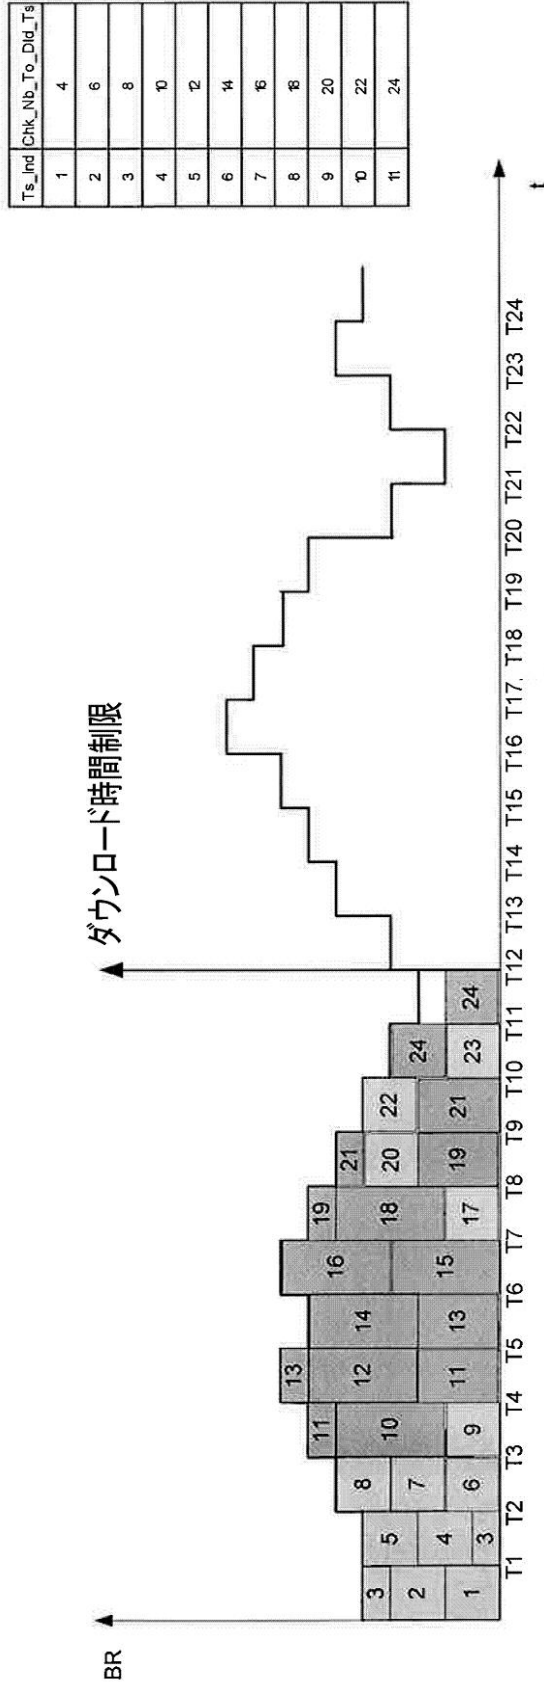 Ts_Ind Chk_Nb_To_Dld_Ts
1 4
2 6
3 8
4 10
5 12
6 14
7 16
8 18
9 20
10 22
11 24
BR
ダウンロード時間制限
3 5 8 11 13 14 16 19 21 22 24
2 4 7 10 12 18 20
1 3 6 9 11 13 15 17 19 21 23 24
T1 T2 T3 T4 T5 T6 T7 T8 T9 T10 T11 T12 T13 T14 T15 T16 T17. T18 T19 T20 T21 T22 T23 T24
t